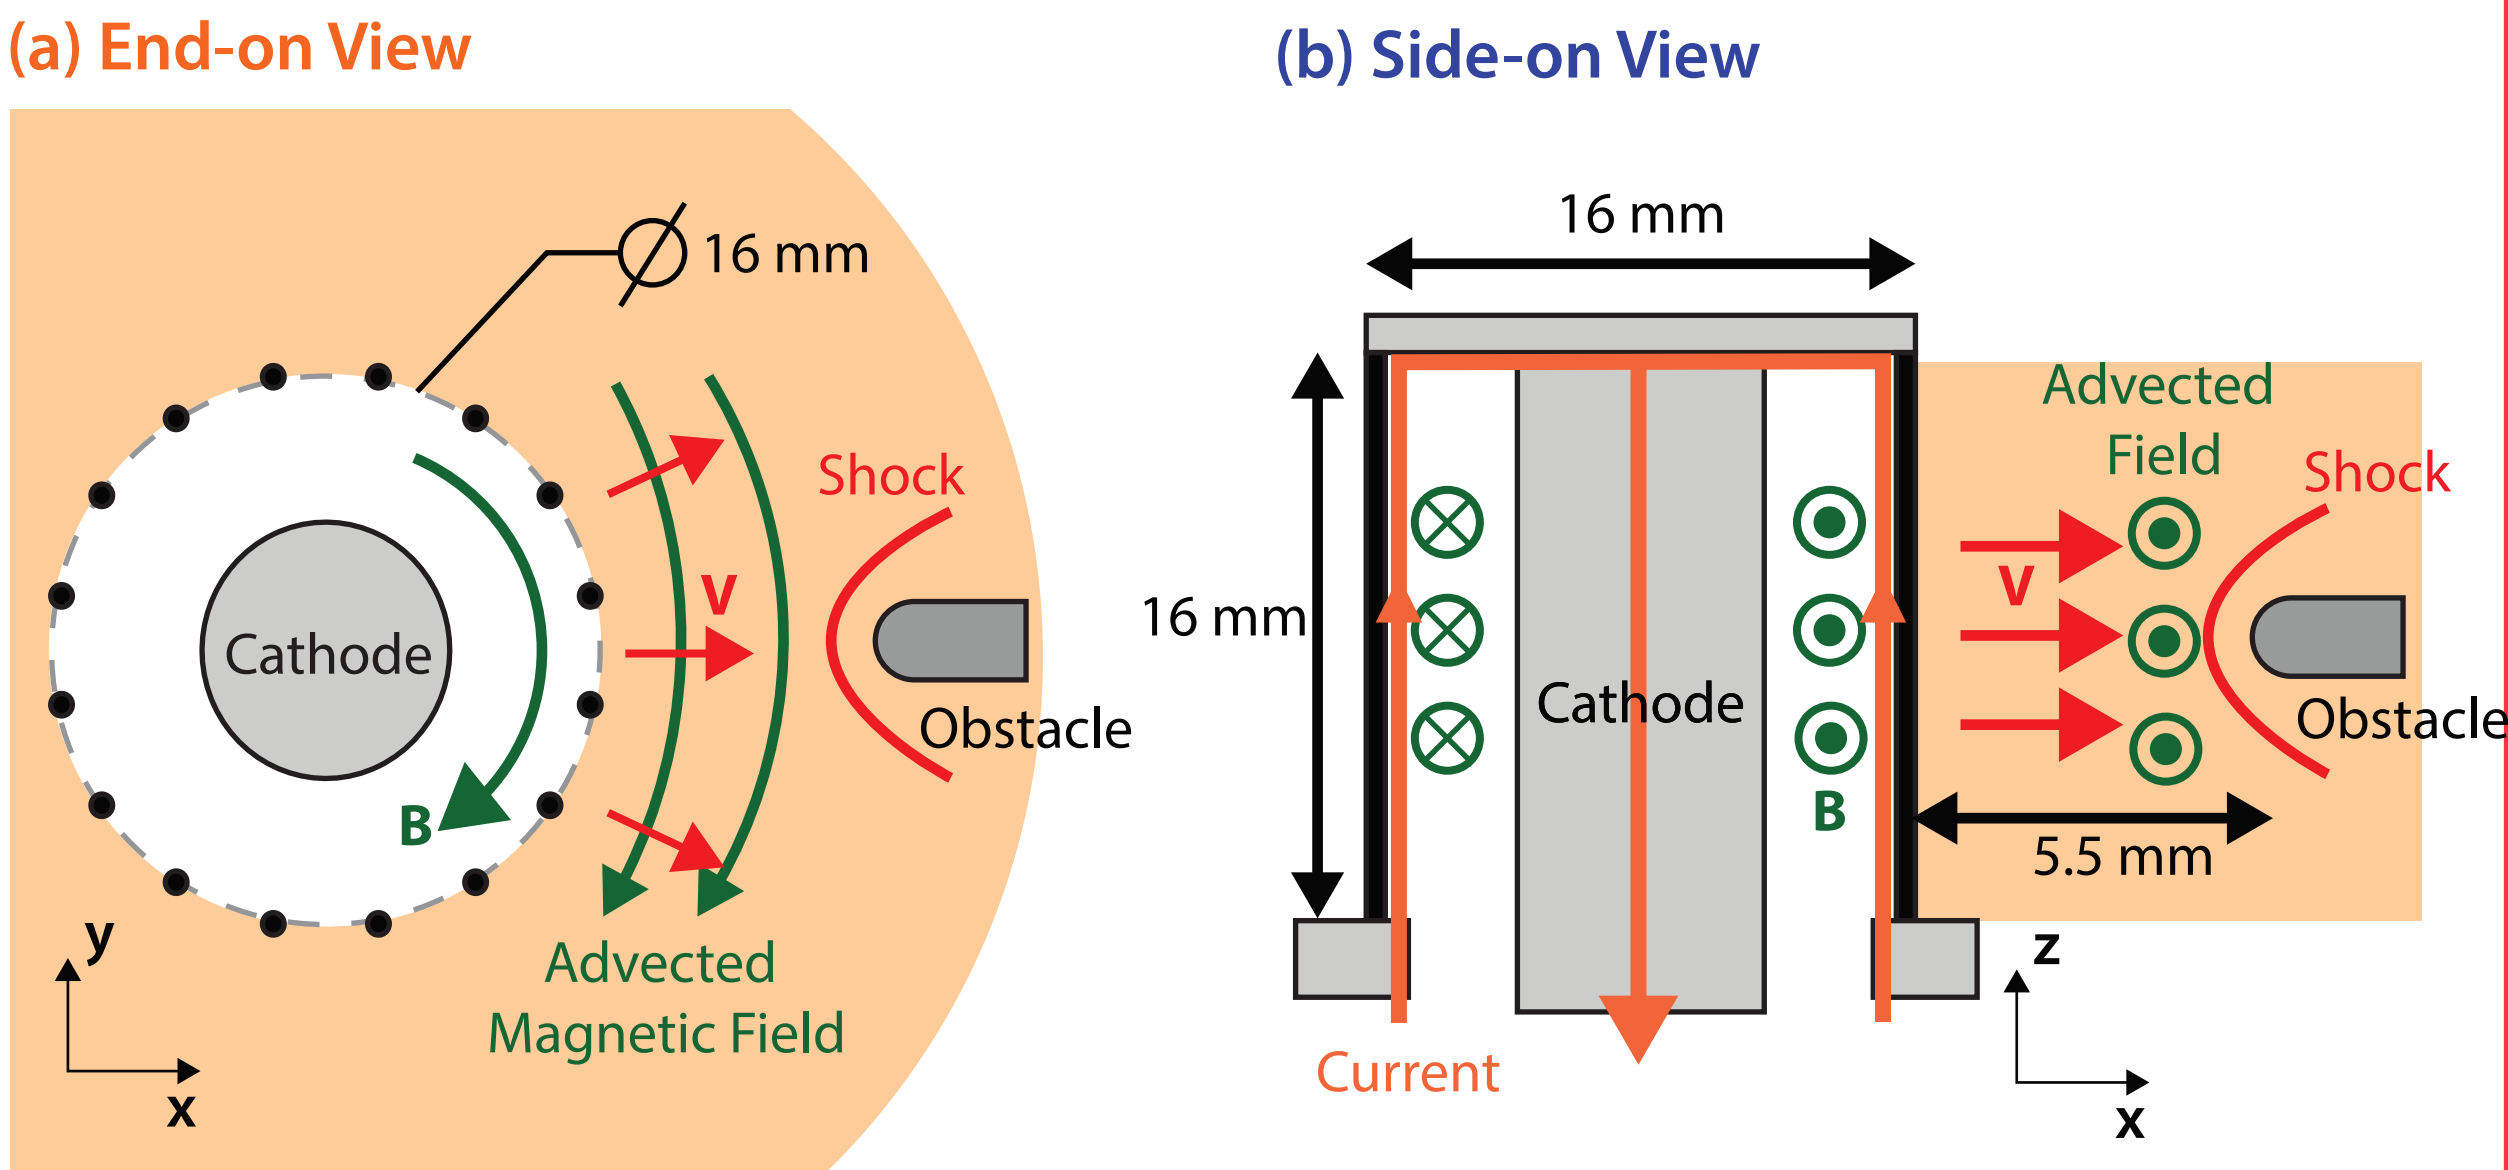 (a) End-on View
16 mm
Shock
V
Cathode
Obstacle
B
Advected
Magnetic Field
y
x
(b) Side-on View
16 mm
Advected
Field
Shock
V
16 mm
Cathode
Obstacle
B
5.5 mm
z
Current
x